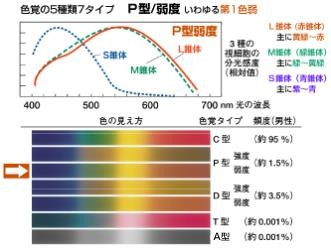 色覚の5種類7タイプ P型/弱度 いわゆる第1色弱
P型弱度
S錐体
M錐体
L錐体
3種の
視細胞の
分光感度
(相対値)
L錐体(赤錐体)
主に黄緑〜赤
M錐体(緑錐体)
主に緑〜橙
S錐体(青錐体)
主に紫〜青
400 500 600 700 nm 光の波長
色の見え方 色覚タイプ 頻度(男性)
C型 (約95%)
P型 強度 弱度 (約1.5%)
D型 強度 弱度 (約3.5%)
T型 (約0.001%)
A型 (約0.001%)